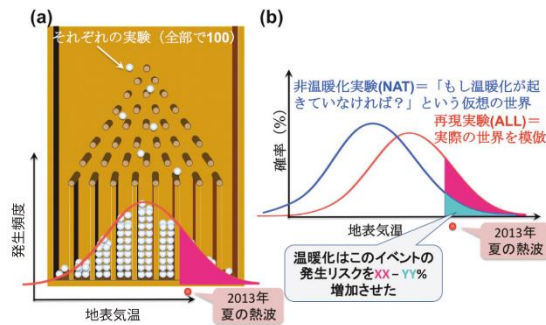 (a)
それぞれの実験（全部で100）
発生頻度
地表気温
2013年
夏の熱波
(b)
非温暖化実験(NAT)＝「もし温暖化が起
きていなければ？」という仮想の世界
再現実験(ALL)＝
実際の世界を模倣
確率（%）
地表気温
2013年
夏の熱波
温暖化はこのイベントの
発生リスクをXX－YY%
増加させた